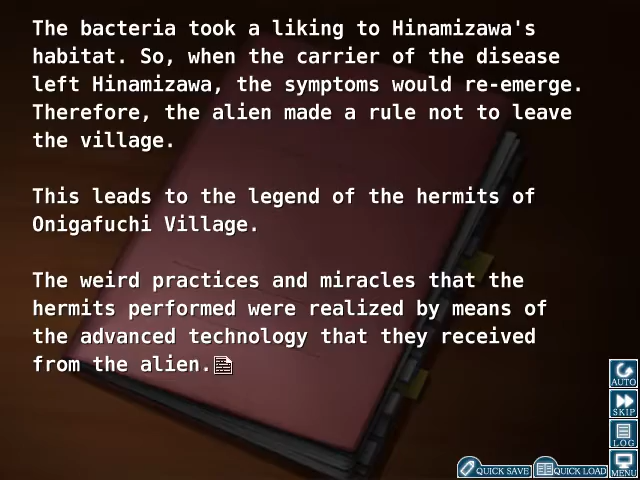 The bacteria took a liking to Hinamizawa's
habitat. So, when the carrier of the disease
left Hinamizawa, the symptoms would re-emerge.
Therefore, the alien made a rule not to leave
the village.
This leads to the legend of the hermits of
Onigafuchi Village.
The weird practices and miracles that the
hermits performed were realized by means of
the advanced technology that they received
from the alien.
AUTO
SKIP
LOG
MENU
QUICK SAVE
QUICK LOAD